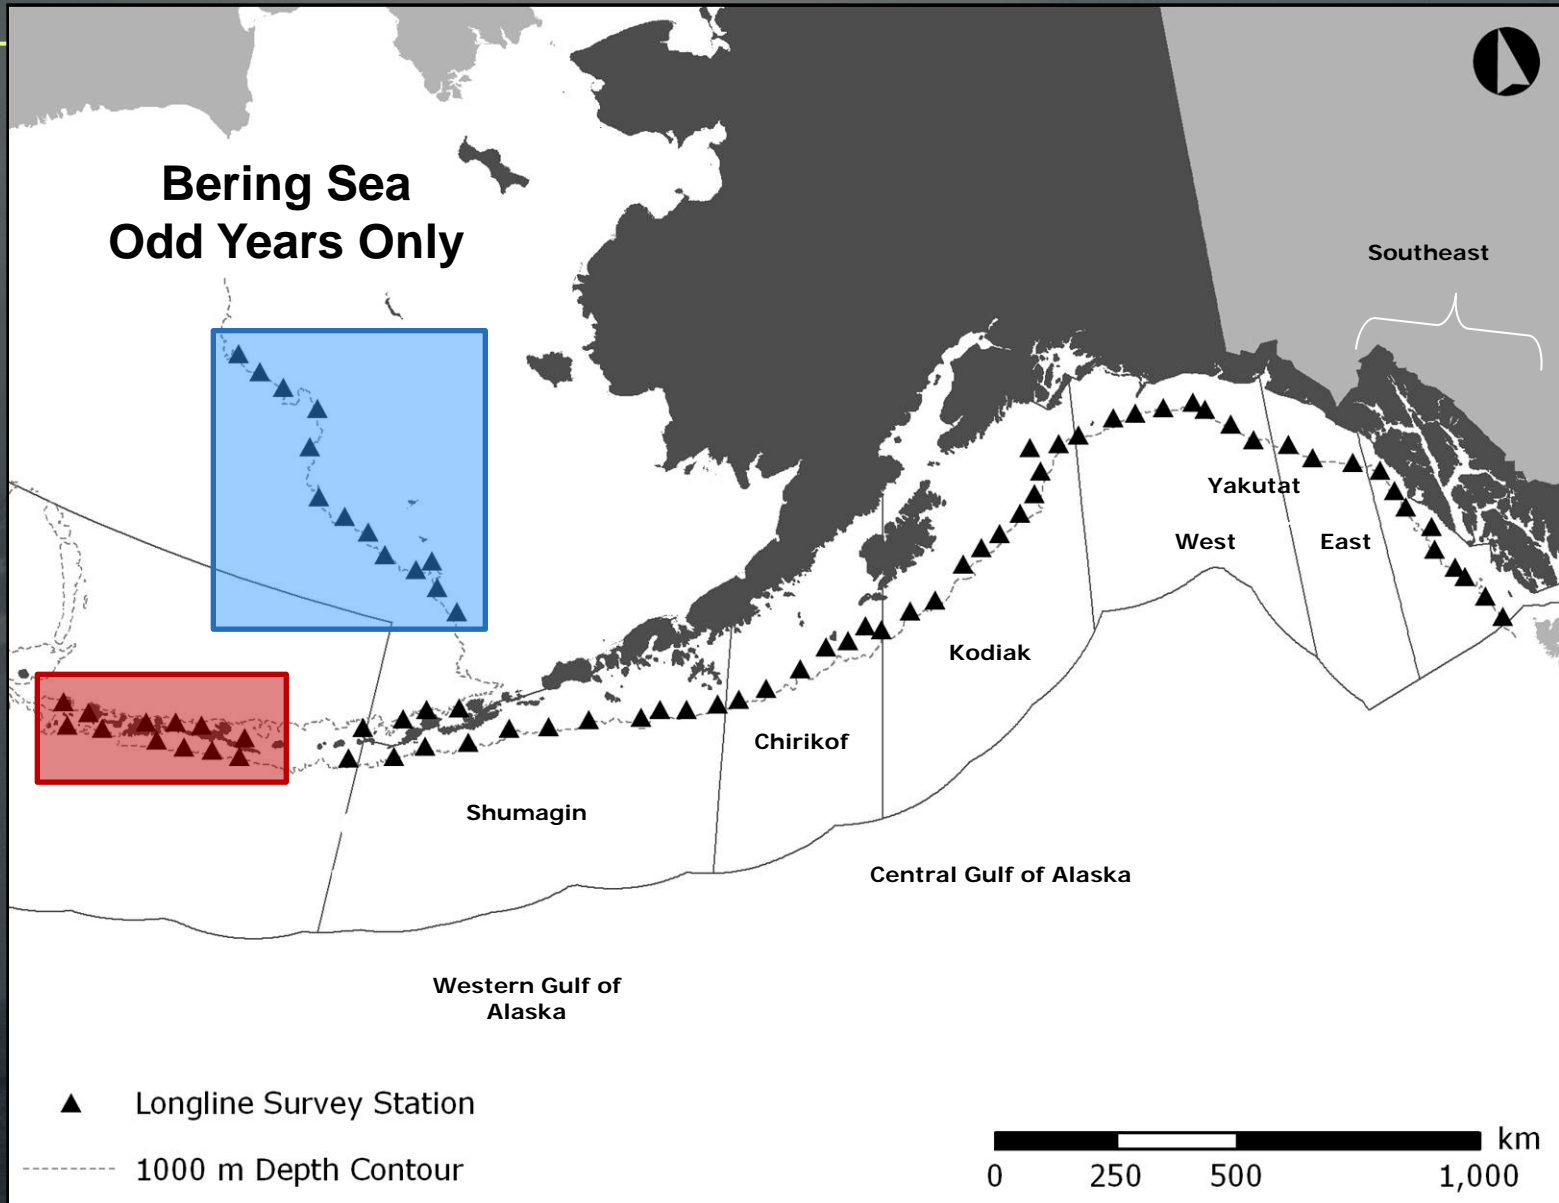 Bering Sea
Odd Years Only
Southeast
Yakutat
West
East
Kodiak
Chirikof
Shumagin
Central Gulf of Alaska
Western Gulf of
Alaska
Longline Survey Station
1000 m Depth Contour
km
0 250 500 1,000